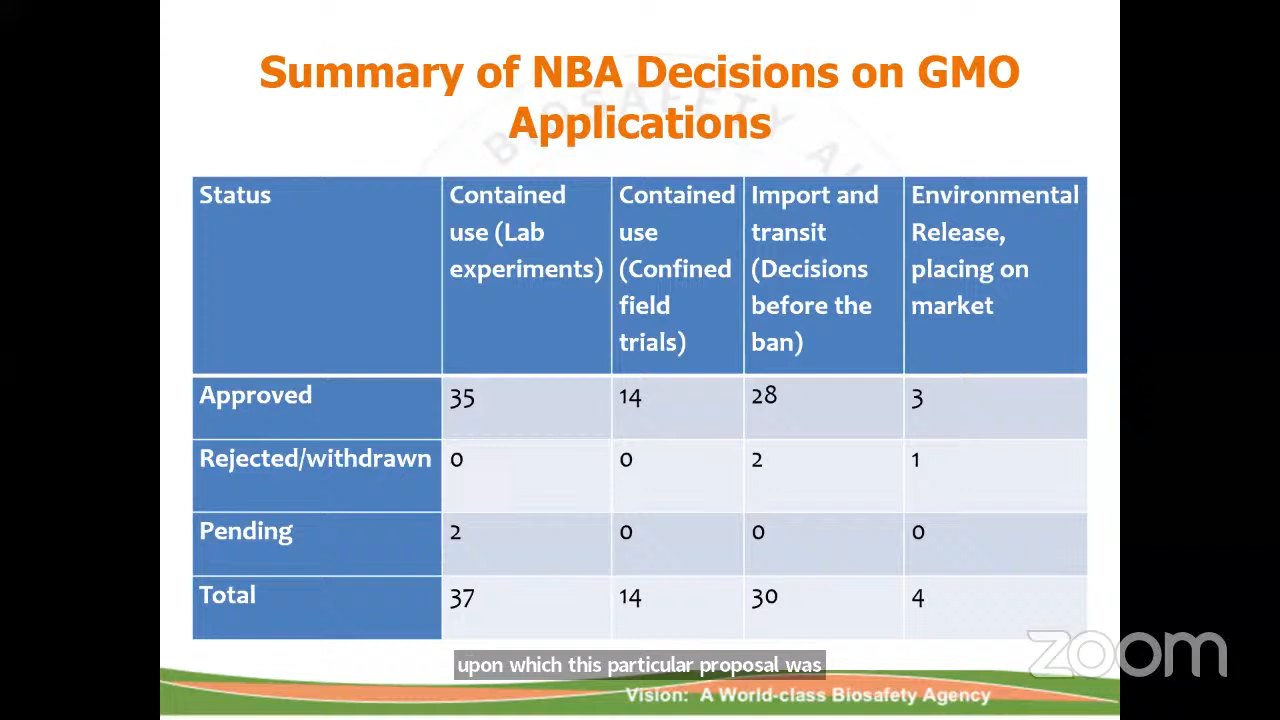 Summary of NBA Decisions on GMO
Applications
BIOSAFETY AU
Status
Contained
use (Lab
experiments)
Contained
use
(Confined
field
trials)
Import and
transit
(Decisions
before the
ban)
Environmental
Release,
placing on
market
Approved 35 14 28 3
Rejected/withdrawn 0 0 2 1
Pending 2 0 0 0
Total 37 14 30 4
zoom
upon which this particular proposal was
Vision: A World-class Biosafety Agency